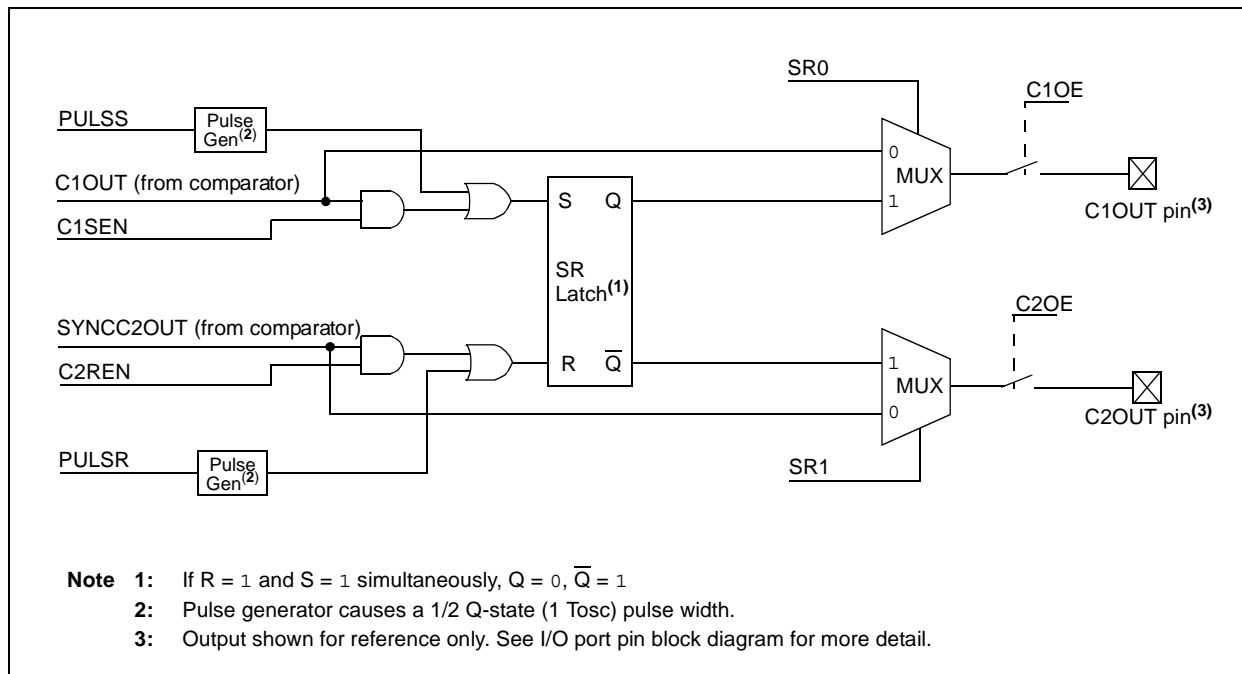 SR0
C1OE
PULSS
Pulse
Gen(2)
0
MUX
1
C1OUT (from comparator)
C1SEN
S Q
C1OUT pin(3)
SR
Latch(1)
C2OE
SYNCC2OUT (from comparator)
C2REN
R Q̅
1
MUX
0
C2OUT pin(3)
PULSR
Pulse
Gen(2)
SR1
Note 1: If R = 1 and S = 1 simultaneously, Q = 0, Q̅ = 1
2: Pulse generator causes a 1/2 Q-state (1 Tosc) pulse width.
3: Output shown for reference only. See I/O port pin block diagram for more detail.